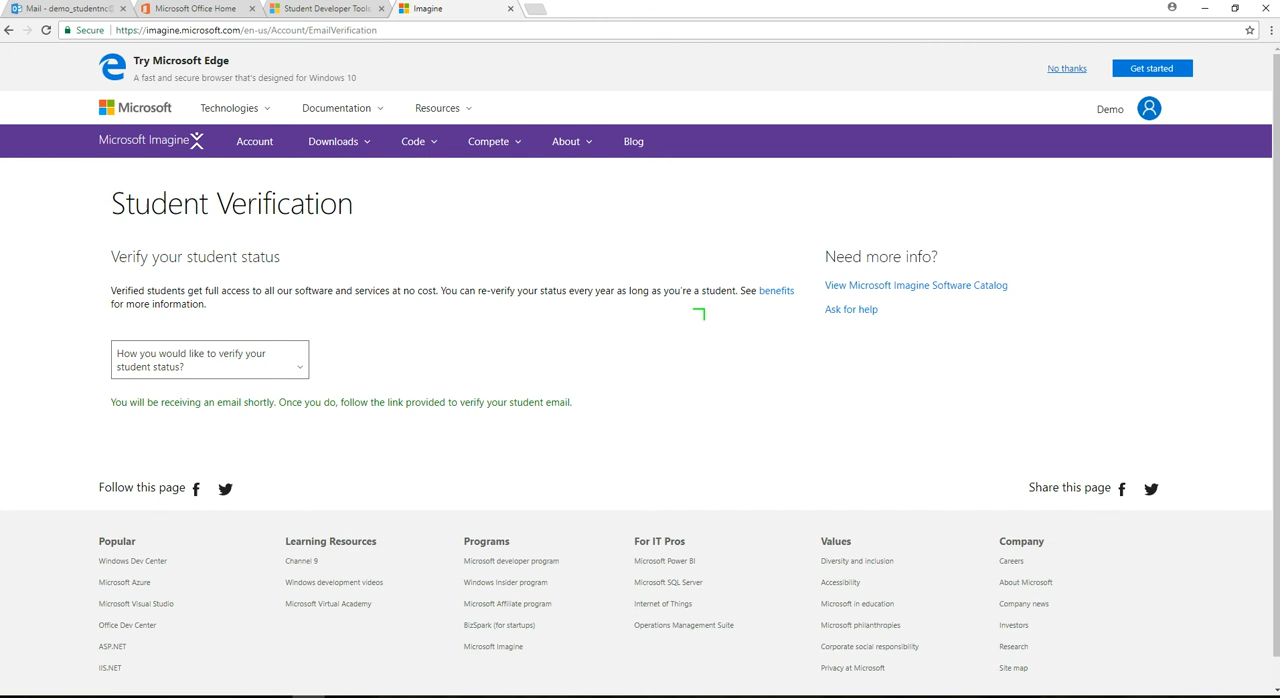 Mail - demo_studentnc
Microsoft Office Home
Student Developer Tools
Imagine
Secure
https://imagine.microsoft.com/en-us/Account/EmailVerification
Try Microsoft Edge
A fast and secure browser that's designed for Windows 10
No thanks
Get started
Microsoft
Technologies
Documentation
Resources
Demo
Microsoft Imagine
Account
Downloads
Code
Compete
About
Blog
Student Verification
Verify your student status
Verified students get full access to all our software and services at no cost. You can re-verify your status every year as long as you're a student. See benefits
for more information.
How you would like to verify your
student status?
You will be receiving an email shortly. Once you do, follow the link provided to verify your student email.
Need more info?
View Microsoft Imagine Software Catalog
Ask for help
Follow this page
Share this page
Popular
Windows Dev Center
Microsoft Azure
Microsoft Visual Studio
Office Dev Center
ASP.NET
IIS.NET
Learning Resources
Channel 9
Windows development videos
Microsoft Virtual Academy
Programs
Microsoft developer program
Windows Insider program
Microsoft Affiliate program
BizSpark (for startups)
Microsoft Imagine
For IT Pros
Microsoft Power BI
Microsoft SQL Server
Internet of Things
Operations Management Suite
Values
Diversity and inclusion
Accessibility
Microsoft in education
Microsoft philanthropies
Corporate social responsibility
Privacy at Microsoft
Company
Careers
About Microsoft
Company news
Investors
Research
Site map